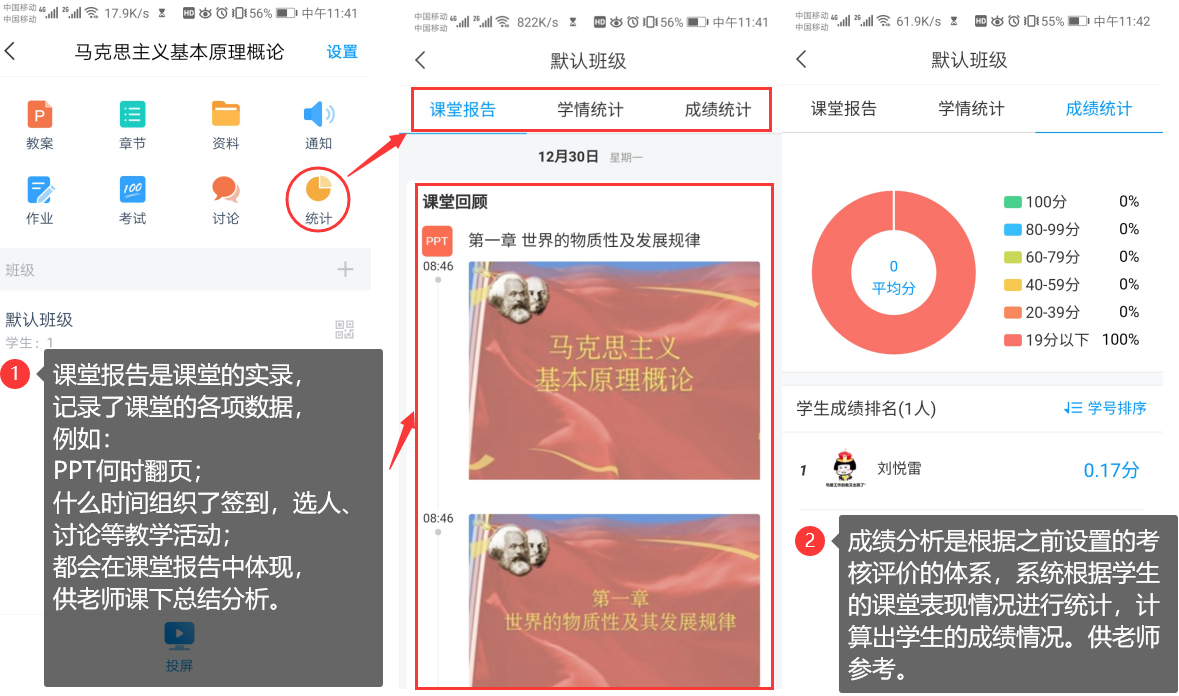 中国移动
中国移动
46
26
17.9K/s
HD
56%
中午11:41
马克思主义基本原理概论
设置
P
教案
章节
资料
通知
作业
100
考试
讨论
统计
班级
默认班级
学生：1
1
课堂报告是课堂的实录，
记录了课堂的各项数据，
例如：
PPT何时翻页；
什么时间组织了签到，选人、
讨论等教学活动；
都会在课堂报告中体现，
供老师课下总结分析。
投屏
中国移动
中国移动
46
26
822K/s
HD
56%
中午11:41
默认班级
课堂报告
学情统计
成绩统计
12月30日 星期一
课堂回顾
PPT
第一章 世界的物质性及发展规律
08:46
马克思主义
基本原理概论
08:46
第一章
世界的物质性及其发展规律
中国移动
中国移动
46
26
61.9K/s
HD
55%
中午11:42
默认班级
课堂报告
学情统计
成绩统计
0
平均分
100分 0%
80-99分 0%
60-79分 0%
40-59分 0%
20-39分 0%
19分以下 100%
学生成绩排名(1人)
学号排序
1
刘悦雷
0.17分
2
成绩分析是根据之前设置的考
核评价的体系，系统根据学生
的课堂表现情况进行统计，计
算出学生的成绩情况。供老师
参考。